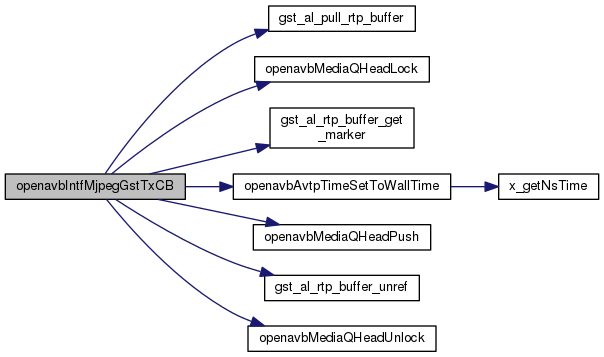 gst_al_pull_rtp_buffer
openavbMediaQHeadLock
gst_al_rtp_buffer_get
_marker
openavbIntfMjpegGstTxCB
openavbAvtpTimeSetToWallTime
x_getNsTime
openavbMediaQHeadPush
gst_al_rtp_buffer_unref
openavbMediaQHeadUnlock